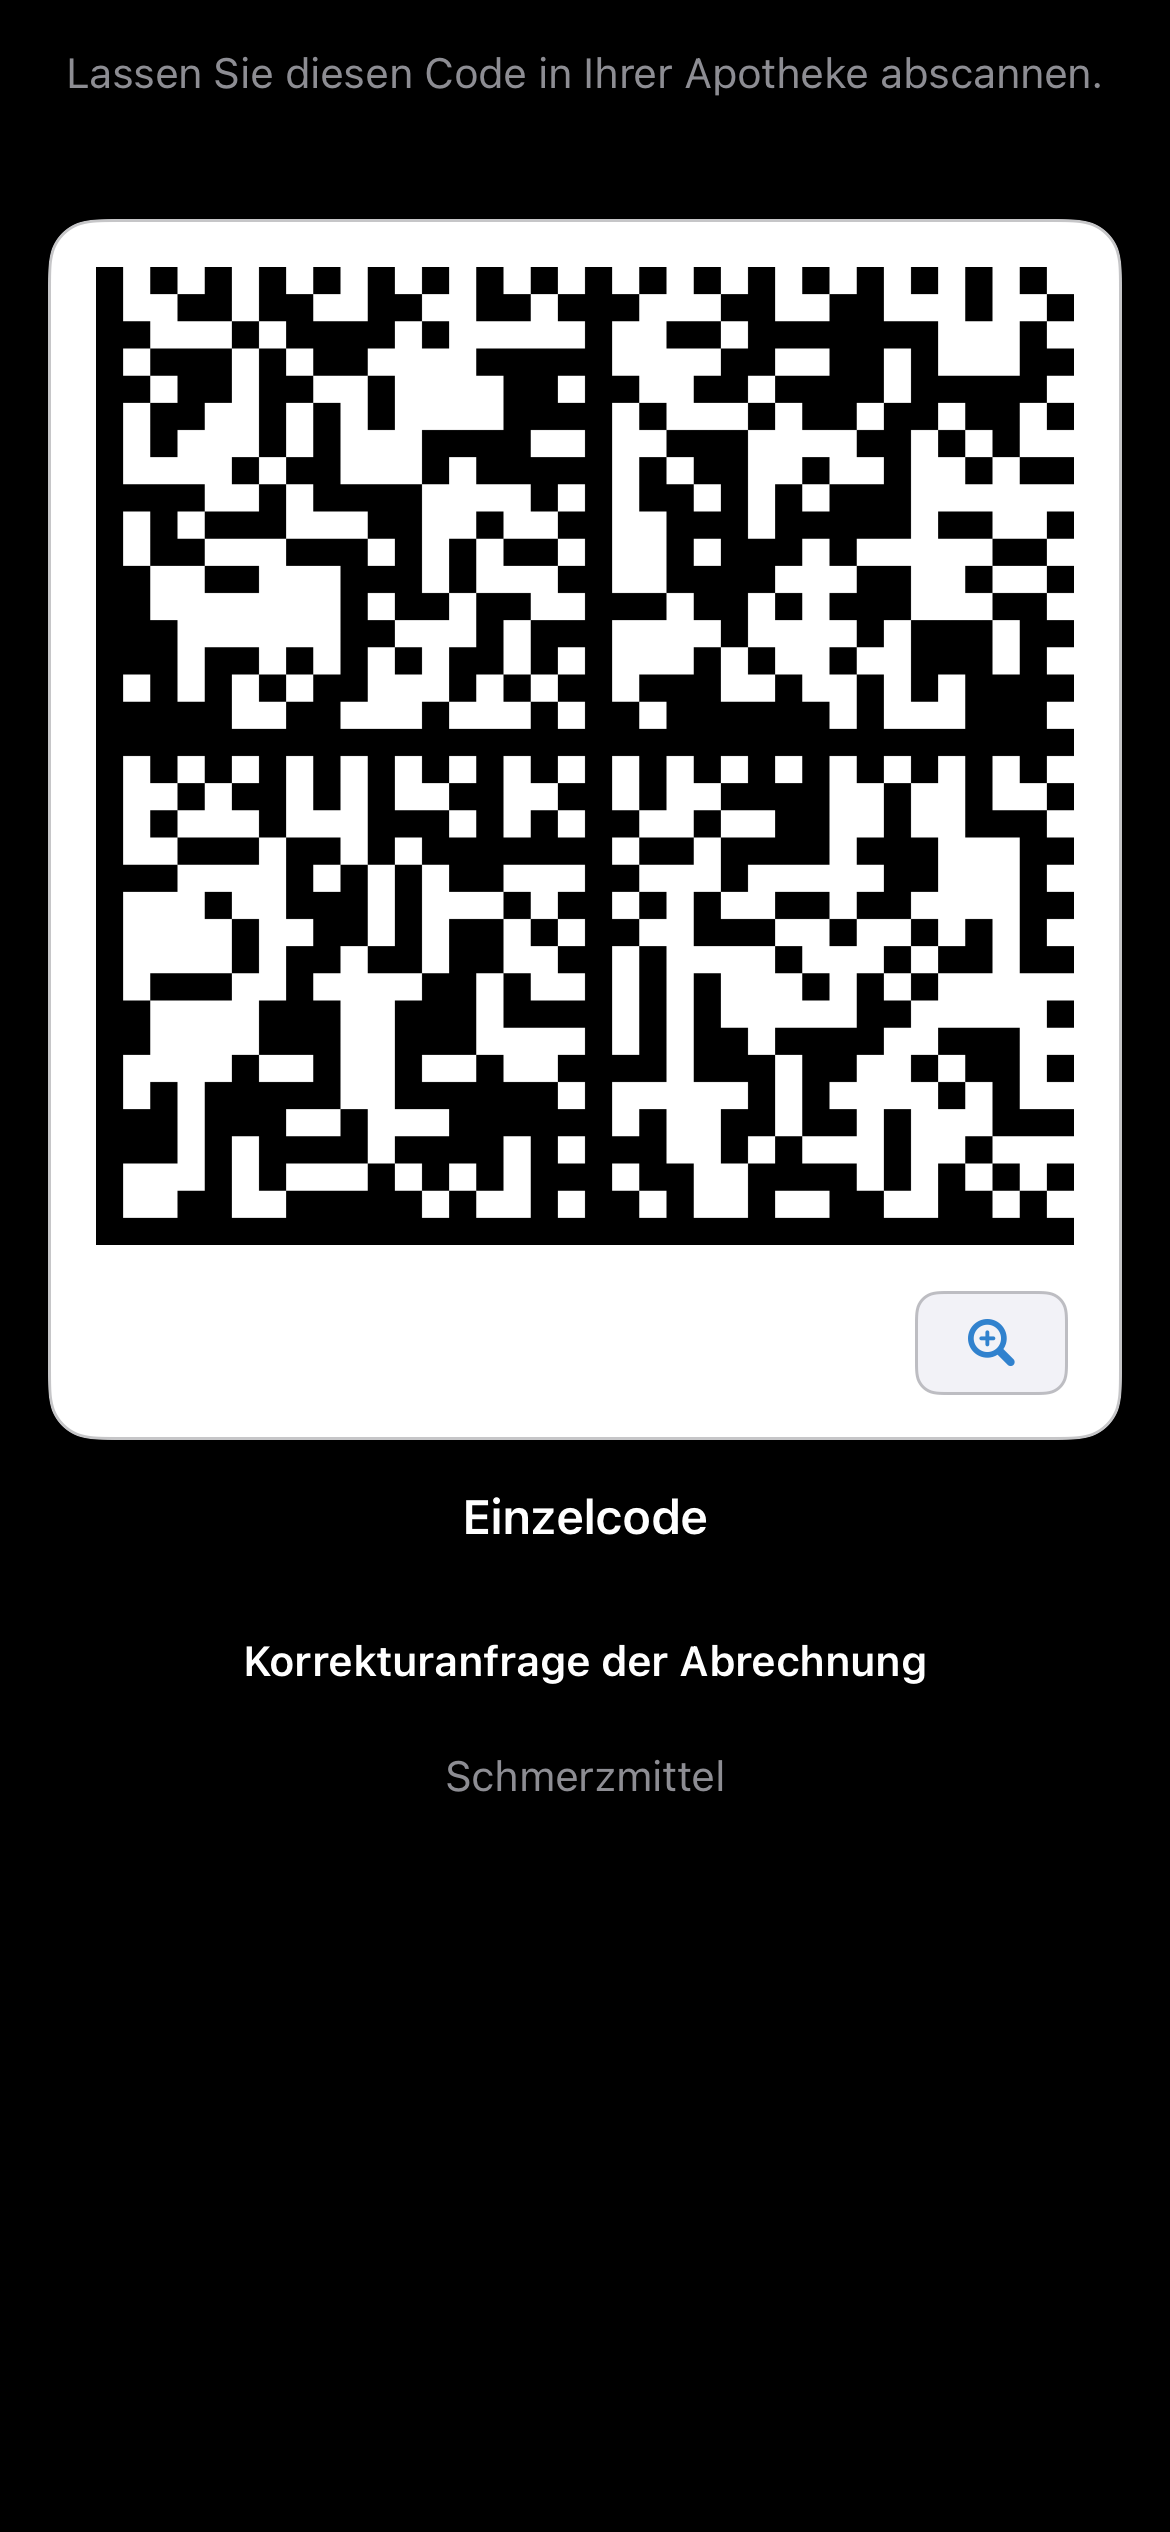 Lassen Sie diesen Code in Ihrer Apotheke abscannen.
Einzelcode
Korrekturanfrage der Abrechnung
Schmerzmittel